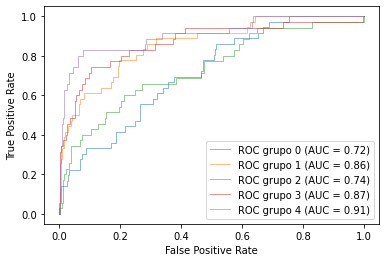 1.0
0.8
0.6
0.4
0.2
0.0
True Positive Rate
0.0 0.2 0.4 0.6 0.8 1.0
False Positive Rate
ROC grupo 0 (AUC = 0.72)
ROC grupo 1 (AUC = 0.86)
ROC grupo 2 (AUC = 0.74)
ROC grupo 3 (AUC = 0.87)
ROC grupo 4 (AUC = 0.91)